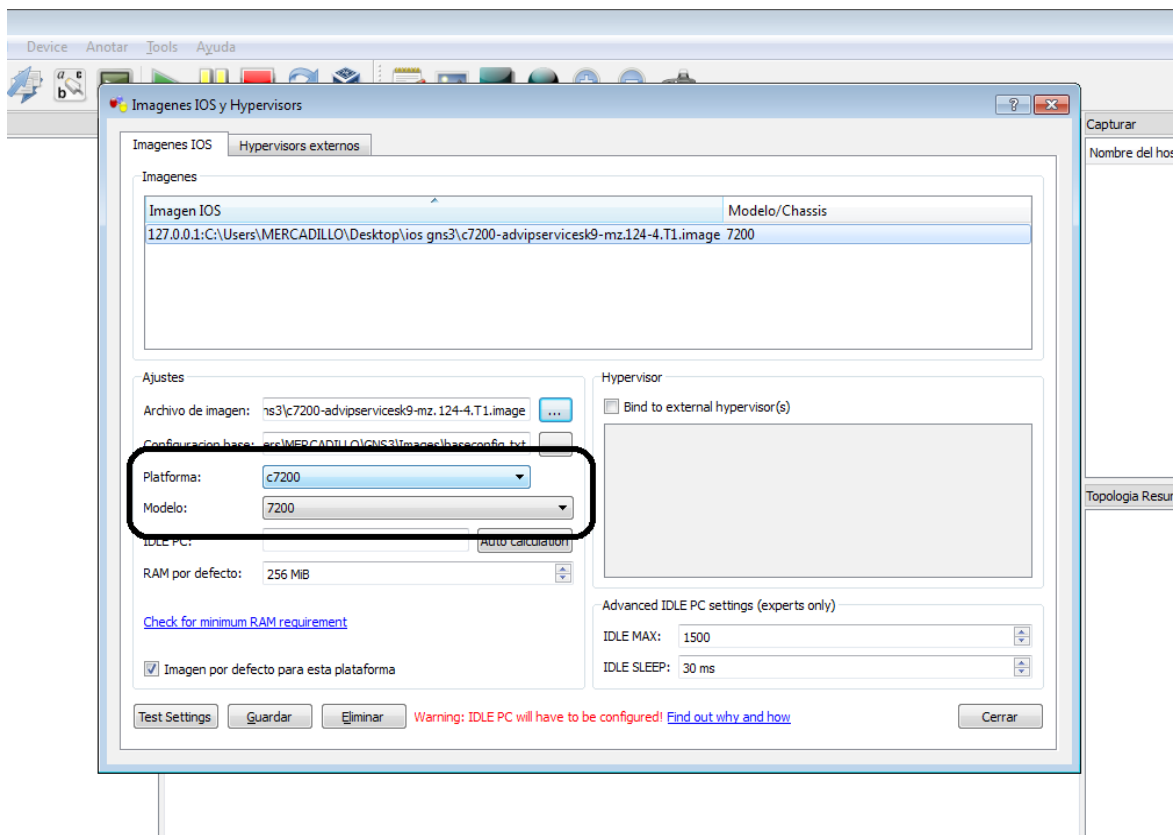 Device Anotar Tools Ayuda
Imagenes IOS y Hypervisors
Capturar
Nombre del hos
Imagenes IOS Hypervisors externos
Imagenes
Imagen IOS Modelo/Chassis
127.0.0.1:C:\Users\MERCADILLO\Desktop\ios gns3\c7200-advipservicesk9-mz.124-4.T1.image 7200
Ajustes
Archivo de imagen: ns3\c7200-advipservicesk9-mz.124-4.T1.image ...
Configuracion base: ers\MERCADILLO\GNS3\Images\baseconfig.txt
Platforma: c7200
Modelo: 7200
IDLE PC: Auto calculation
RAM por defecto: 256 MiB
Check for minimum RAM requirement
Imagen por defecto para esta plataforma
Hypervisor
Bind to external hypervisor(s)
Advanced IDLE PC settings (experts only)
IDLE MAX: 1500
IDLE SLEEP: 30 ms
Test Settings Guardar Eliminar Warning: IDLE PC will have to be configured! Find out why and how Cerrar
Topologia Resum